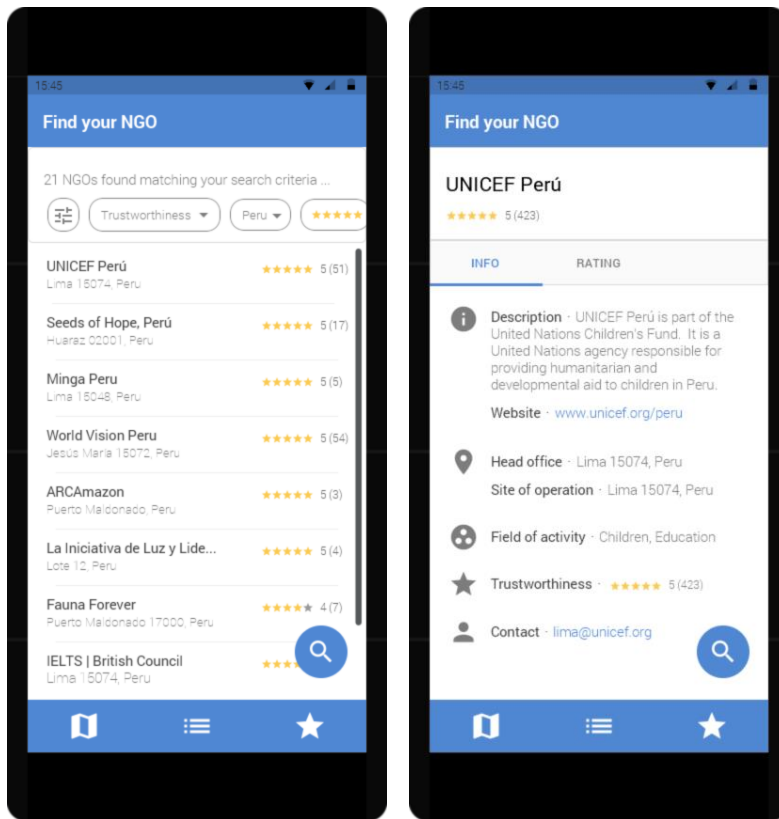 15:45
Find your NGO
21 NGOs found matching your search criteria ...
Trustworthiness
Peru
UNICEF Perú
5 (51)
Lima 15074, Peru
Seeds of Hope, Perú
5 (17)
Huaraz 02001, Peru
Minga Peru
5 (5)
Lima 15048, Peru
World Vision Peru
5 (54)
Jesús María 15072, Peru
ARCAmazon
5 (3)
Puerto Maldonado, Peru
La Iniciativa de Luz y Lide...
5 (4)
Lote 12, Peru
Fauna Forever
4 (7)
Puerto Maldonado 17000, Peru
IELTS | British Council
Lima 15074, Peru
15:45
Find your NGO
UNICEF Perú
5 (423)
INFO
RATING
Description · UNICEF Perú is part of the
United Nations Children's Fund. It is a
United Nations agency responsible for
providing humanitarian and
developmental aid to children in Peru.
Website · www.unicef.org/peru
Head office · Lima 15074, Peru
Site of operation · Lima 15074, Peru
Field of activity · Children, Education
Trustworthiness · 5 (423)
Contact · lima@unicef.org